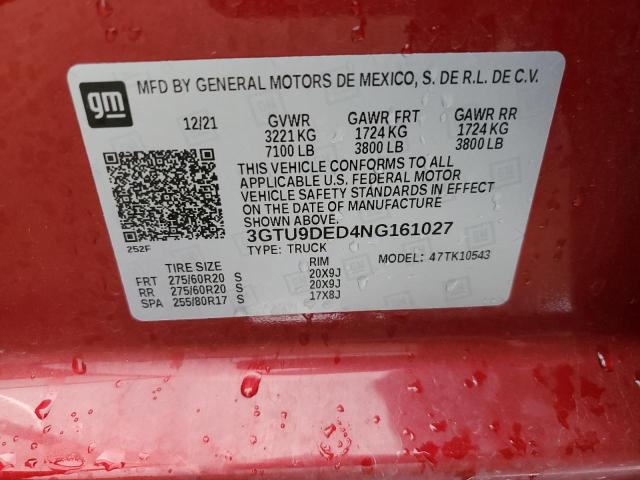 gm
MFD BY GENERAL MOTORS DE MEXICO, S. DE R.L. DE C.V.
12/21 GVWR GAWR FRT GAWR RR
3221 KG 1724 KG 1724 KG
7100 LB 3800 LB 3800 LB
THIS VEHICLE CONFORMS TO ALL
APPLICABLE U.S. FEDERAL MOTOR
VEHICLE SAFETY STANDARDS IN EFFECT
ON THE DATE OF MANUFACTURE
SHOWN ABOVE.
252F 3GTU9DED4NG161027
TYPE: TRUCK MODEL: 47TK10543
TIRE SIZE RIM
FRT 275/60R20 S 20X9J
RR 275/60R20 S 20X9J
SPA 255/80R17 S 17X8J